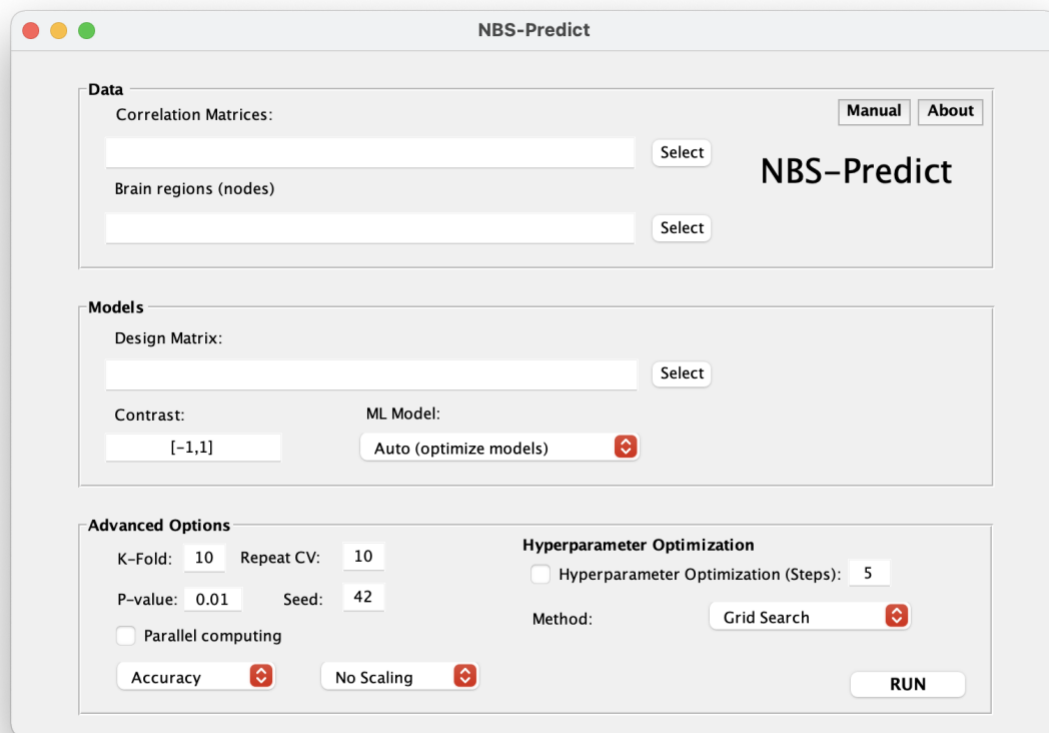 NBS-Predict
Data
Correlation Matrices:
Manual About
Select
NBS-Predict
Brain regions (nodes)
Select
Models
Design Matrix:
Select
Contrast:
ML Model:
[-1,1]
Auto (optimize models)
Advanced Options
K-Fold: 10 Repeat CV: 10
P-value: 0.01 Seed: 42
Parallel computing
Accuracy
No Scaling
Hyperparameter Optimization
Hyperparameter Optimization (Steps): 5
Method: Grid Search
RUN